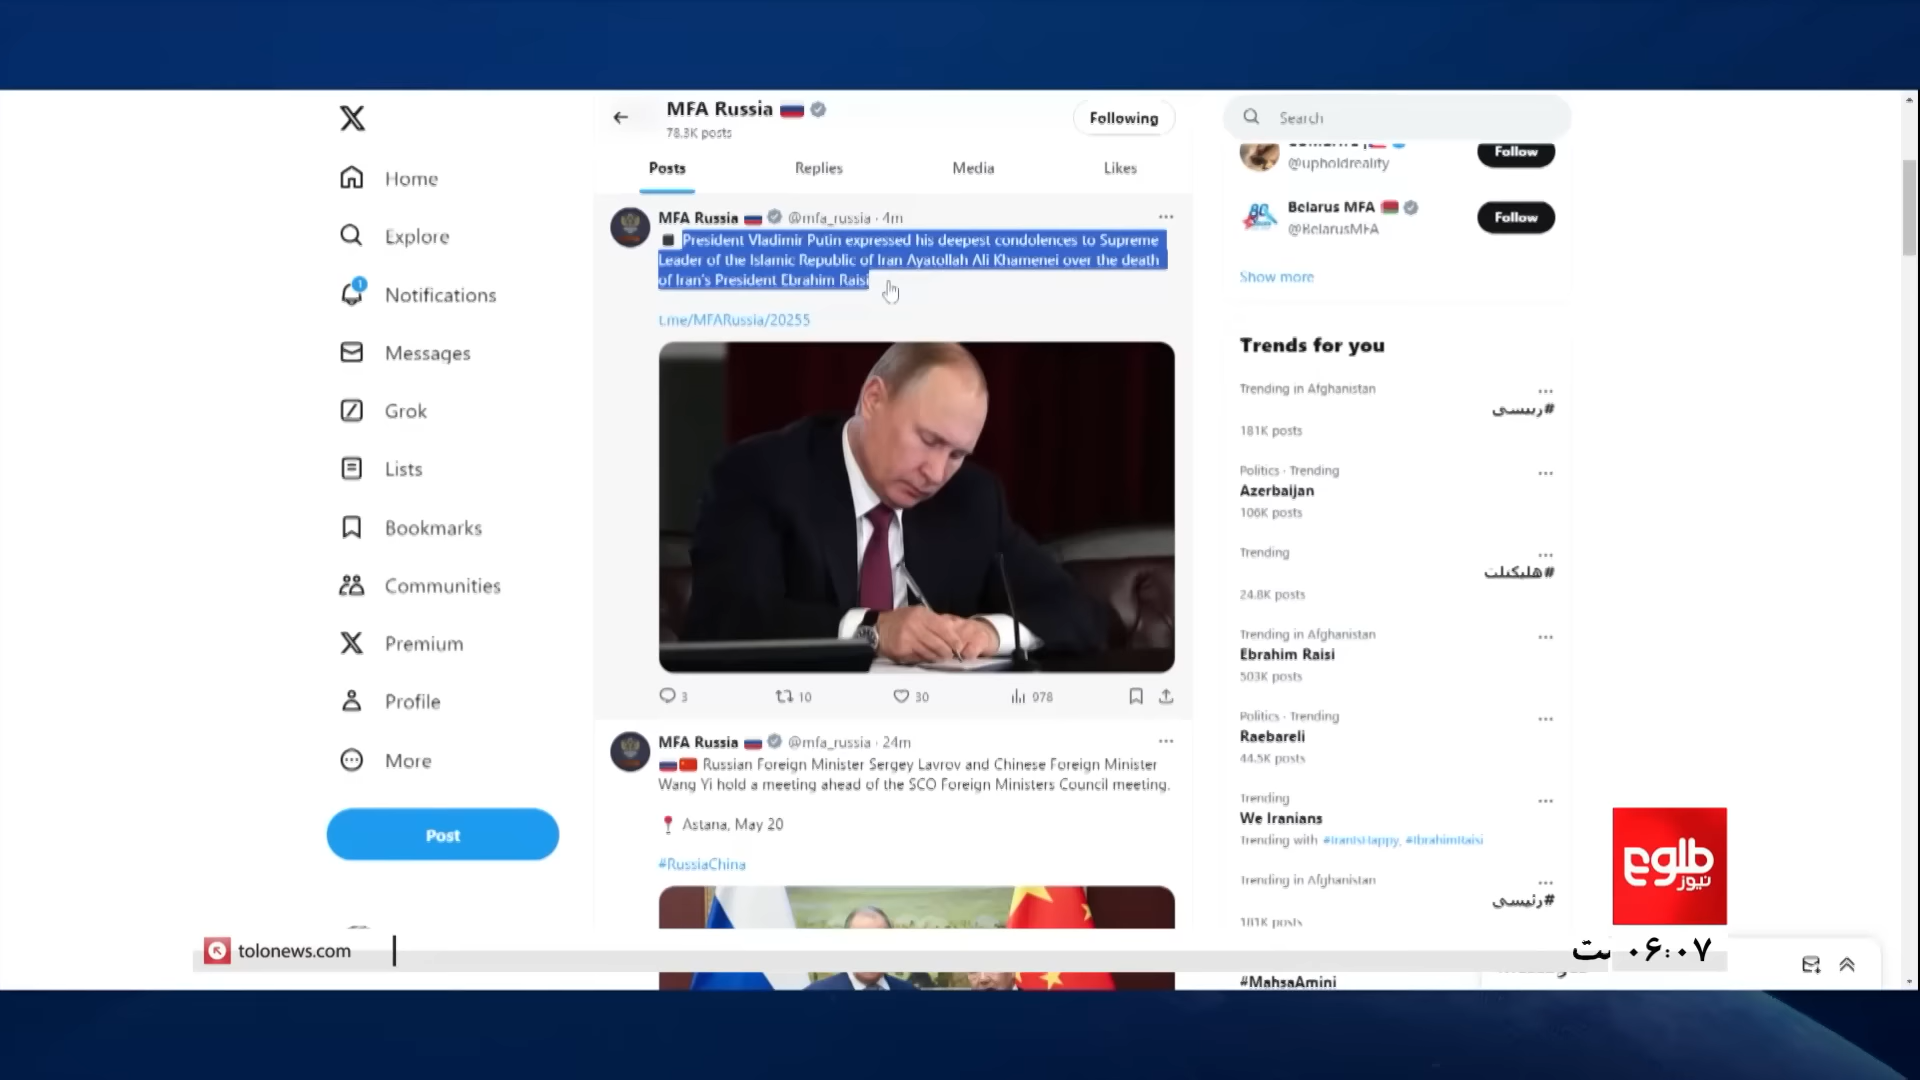 Home
Explore
1
Notifications
Messages
Grok
Lists
Bookmarks
Communities
Premium
Profile
More
Post
MFA Russia
78.3K posts
Following
Posts
Replies
Media
Likes
MFA Russia @mfa_russia · 4m
President Vladimir Putin expressed his deepest condolences to Supreme
Leader of the Islamic Republic of Iran Ayatollah Ali Khamenei over the death
of Iran's President Ebrahim Raisi
t.me/MFARussia/20255
3
10
30
978
MFA Russia @mfa_russia · 24m
Russian Foreign Minister Sergey Lavrov and Chinese Foreign Minister
Wang Yi hold a meeting ahead of the SCO Foreign Ministers Council meeting.
Astana, May 20
#RussiaChina
Search
@upholdreality
Follow
Belarus MFA
@BelarusMFA
Follow
Show more
Trends for you
Trending in Afghanistan
#رییسی
181K posts
Politics · Trending
Azerbaijan
106K posts
Trending
#هلیکلپت
24.8K posts
Trending in Afghanistan
Ebrahim Raisi
503K posts
Politics · Trending
Raebareli
44.5K posts
Trending
We Iranians
Trending with #IranIsHappy, #IbrahimRaisi
Trending in Afghanistan
#رئیسی
181K posts
#MahsaAmini
طلوع
نیوز
tolonews.com
۰۶:۰۷